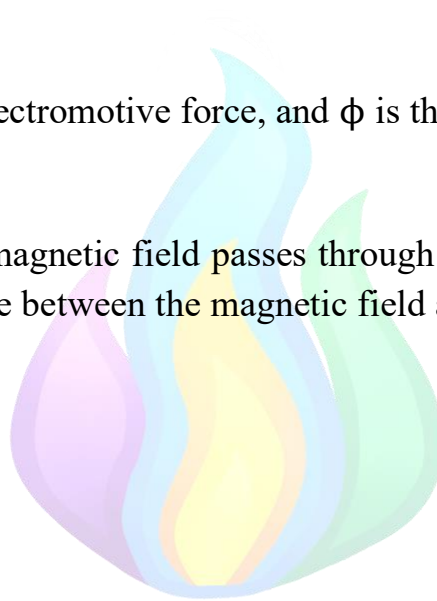 ectromotive force, and ϕ is th
magnetic field passes through
e between the magnetic field